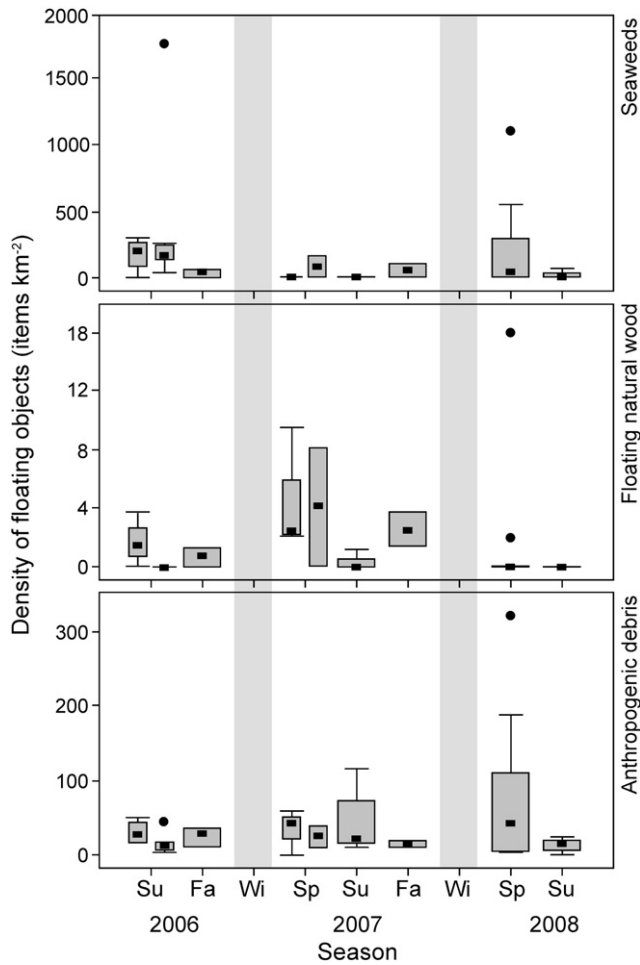 Density of floating objects (items km⁻²)
2000
1500
1000
500
0
Seaweeds
18
12
8
4
0
Floating natural wood
300
200
100
0
Anthropogenic debris
Su Fa Wi Sp Su Fa Wi Sp Su
2006 2007 2008
Season